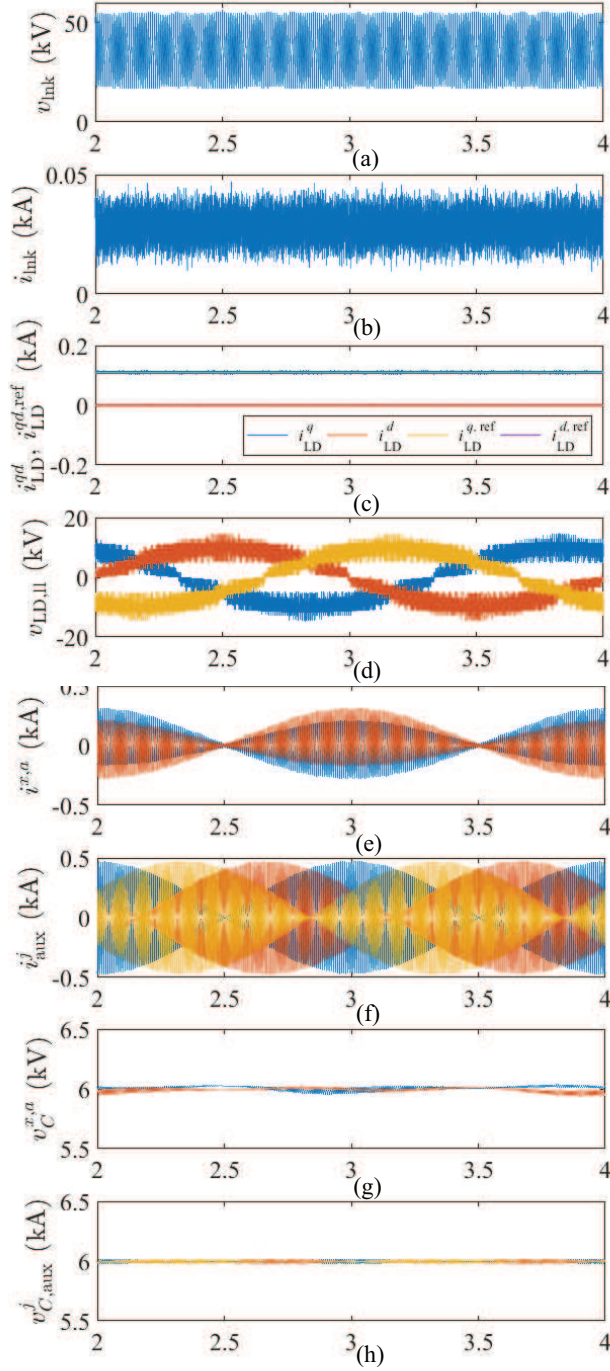 50
v_lnk (kV)
0
2 2.5 3 3.5 4
(a)
0.05
i_lnk (kA)
0
2 2.5 3 3.5 4
(b)
0.2
0
i_LD^qd, i_LD^qd,ref (kA)
i_LD^q i_LD^d i_LD^q, ref i_LD^d, ref
-0.2
2 2.5 3 3.5 4
(c)
20
v_LD,ll (kV)
0
-20
2 2.5 3 3.5 4
(d)
0.5
i^x,a (kA)
0
-0.5
2 2.5 3 3.5 4
(e)
0.5
i_aux^j (kA)
0
-0.5
2 2.5 3 3.5 4
(f)
6.5
v_C^x,a (kV)
6
5.5
2 2.5 3 3.5 4
(g)
6.5
v_C,aux^j (kV)
6
5.5
2 2.5 3 3.5 4
(h)